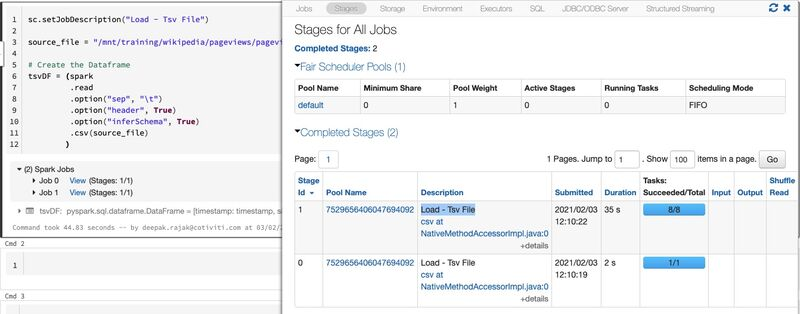 1
2 sc.setJobDescription("Load - Tsv File")
3
4 source_file = "/mnt/training/wikipedia/pageviews/pagevi
5
6 # Create the Dataframe
7 tsvDF = (spark
8 .read
9 .option("sep", "\t")
10 .option("header", True)
11 .option("inferSchema", True)
12 .csv(source_file)
13 )
(2) Spark Jobs
Job 0 View (Stages: 1/1)
Job 1 View (Stages: 1/1)
tsvDF: pyspark.sql.dataframe.DataFrame = [timestamp: timestamp, si
Command took 44.83 seconds -- by deepak.rajak@cotiviti.com at 03/02/2
Cmd 2
1
Cmd 3
Jobs Stages Storage Environment Executors SQL JDBC/ODBC Server Structured Streaming
Stages for All Jobs
Completed Stages: 2
Fair Scheduler Pools (1)
Pool Name Minimum Share Pool Weight Active Stages Running Tasks Scheduling Mode
default 0 1 0 0 FIFO
Completed Stages (2)
Page: 1 1 Pages. Jump to 1 . Show 100 items in a page. Go
Stage Id Pool Name Description Submitted Duration Tasks: Succeeded/Total Input Output Shuffle Read
1 7529656406047694092 Load - Tsv File 2021/02/03 35 s 8/8
csv at 12:10:22
NativeMethodAccessorImpl.java:0
+details
0 7529656406047694092 Load - Tsv File 2021/02/03 2 s 1/1
csv at 12:10:19
NativeMethodAccessorImpl.java:0
+details